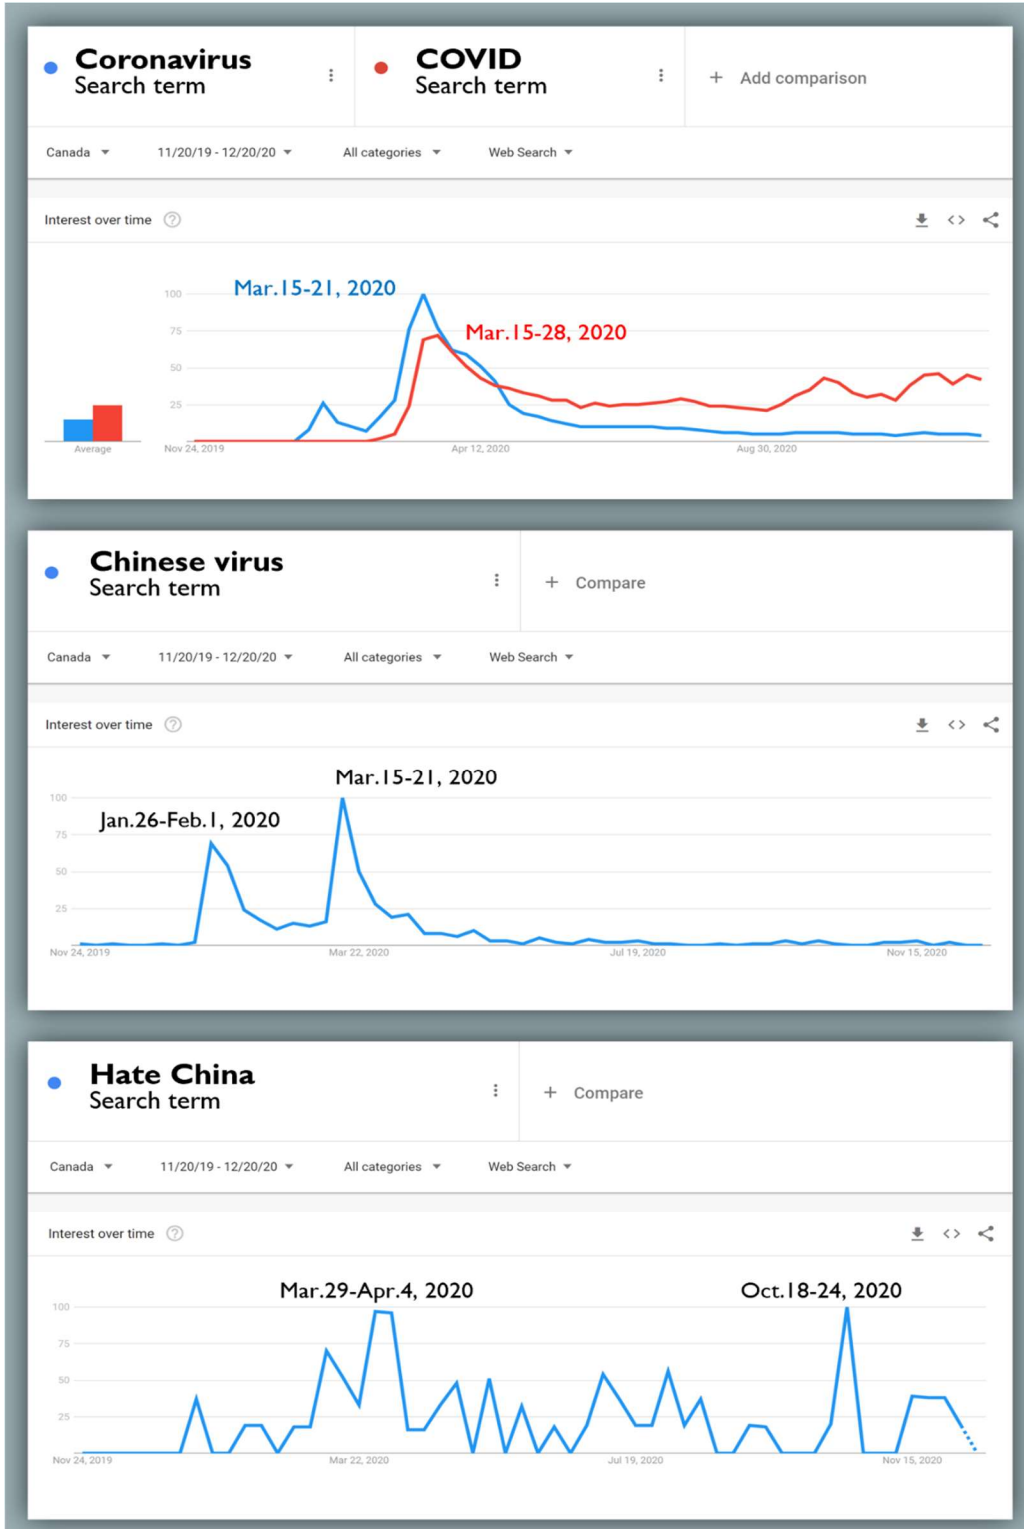 Coronavirus
Search term
COVID
Search term
+ Add comparison
Canada 11/20/19 - 12/20/20 All categories Web Search
Interest over time
Mar.15-21, 2020
Mar.15-28, 2020
100
75
50
25
Average
Nov 24, 2019 Apr 12, 2020 Aug 30, 2020
Chinese virus
Search term
+ Compare
Canada 11/20/19 - 12/20/20 All categories Web Search
Interest over time
Mar.15-21, 2020
Jan.26-Feb.1, 2020
100
75
50
25
Nov 24, 2019 Mar 22, 2020 Jul 19, 2020 Nov 15, 2020
Hate China
Search term
+ Compare
Canada 11/20/19 - 12/20/20 All categories Web Search
Interest over time
Mar.29-Apr.4, 2020 Oct.18-24, 2020
100
75
50
25
Nov 24, 2019 Mar 22, 2020 Jul 19, 2020 Nov 15, 2020